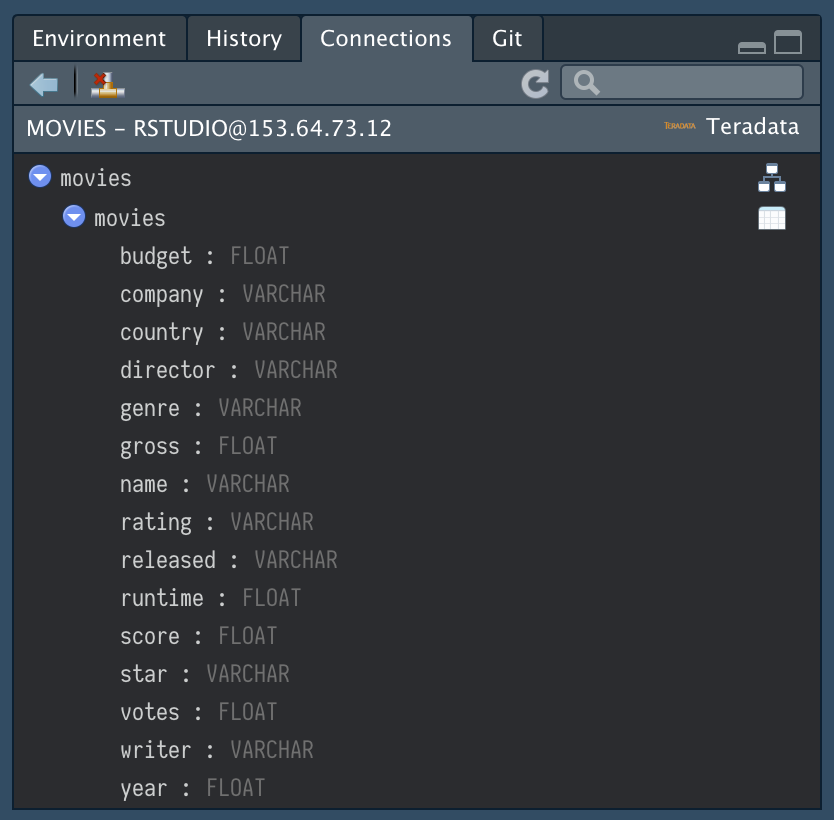 Environment History Connections Git
MOVIES – RSTUDIO@153.64.73.12 TERADATA Teradata
movies
movies
budget : FLOAT
company : VARCHAR
country : VARCHAR
director : VARCHAR
genre : VARCHAR
gross : FLOAT
name : VARCHAR
rating : VARCHAR
released : VARCHAR
runtime : FLOAT
score : FLOAT
star : VARCHAR
votes : FLOAT
writer : VARCHAR
year : FLOAT